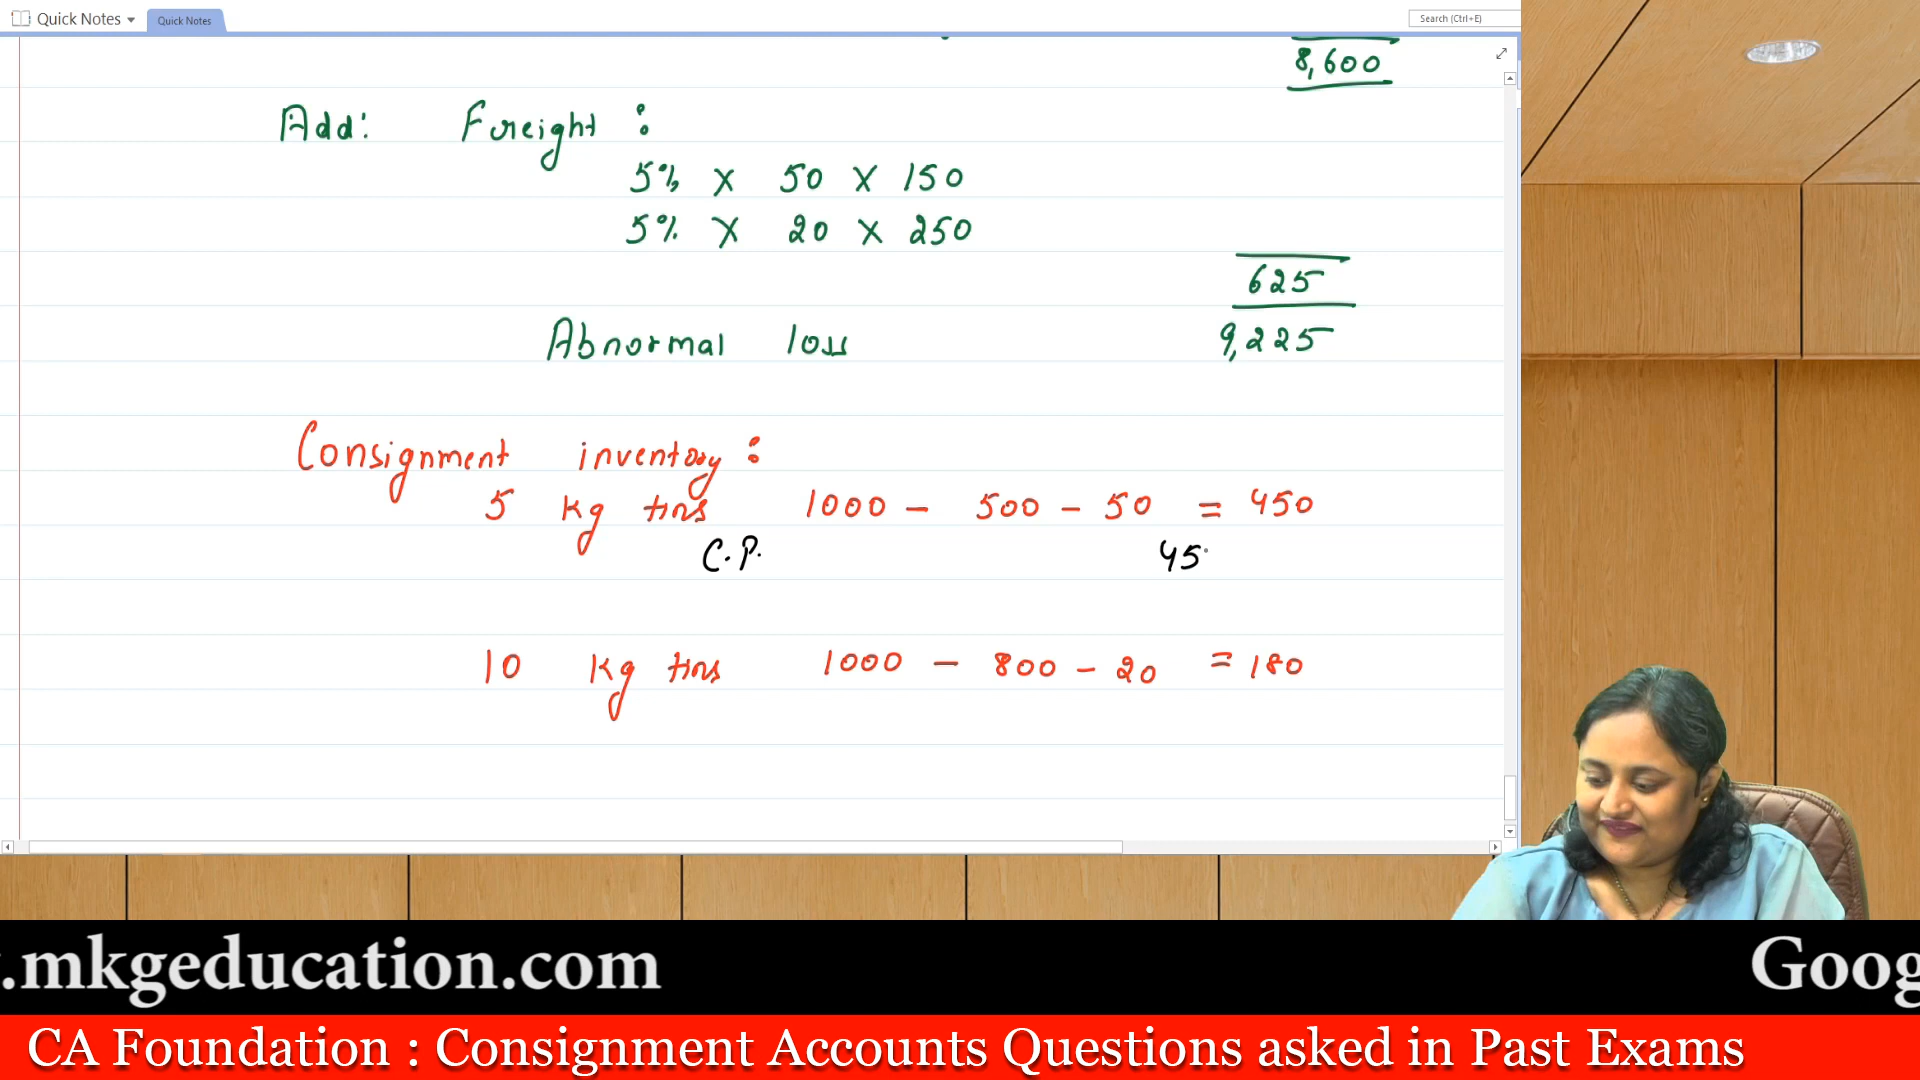 Quick Notes
Quick Notes
Search (Ctrl+E)
8,600
Add: Freight :
5% X 50 X 150
5% X 20 X 250
625
Abnormal loss 9,225
Consignment inventory :
5 kg tins 1000 - 500 - 50 = 450
C.P. 45
10 kg tins 1000 - 800 - 20 = 180
.mkgeducation.com Goog
CA Foundation : Consignment Accounts Questions asked in Past Exams